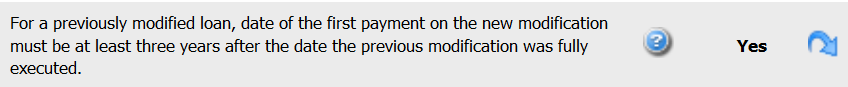 For a previously modified loan, date of the first payment on the new modification
must be at least three years after the date the previous modification was fully
executed.
?
Yes